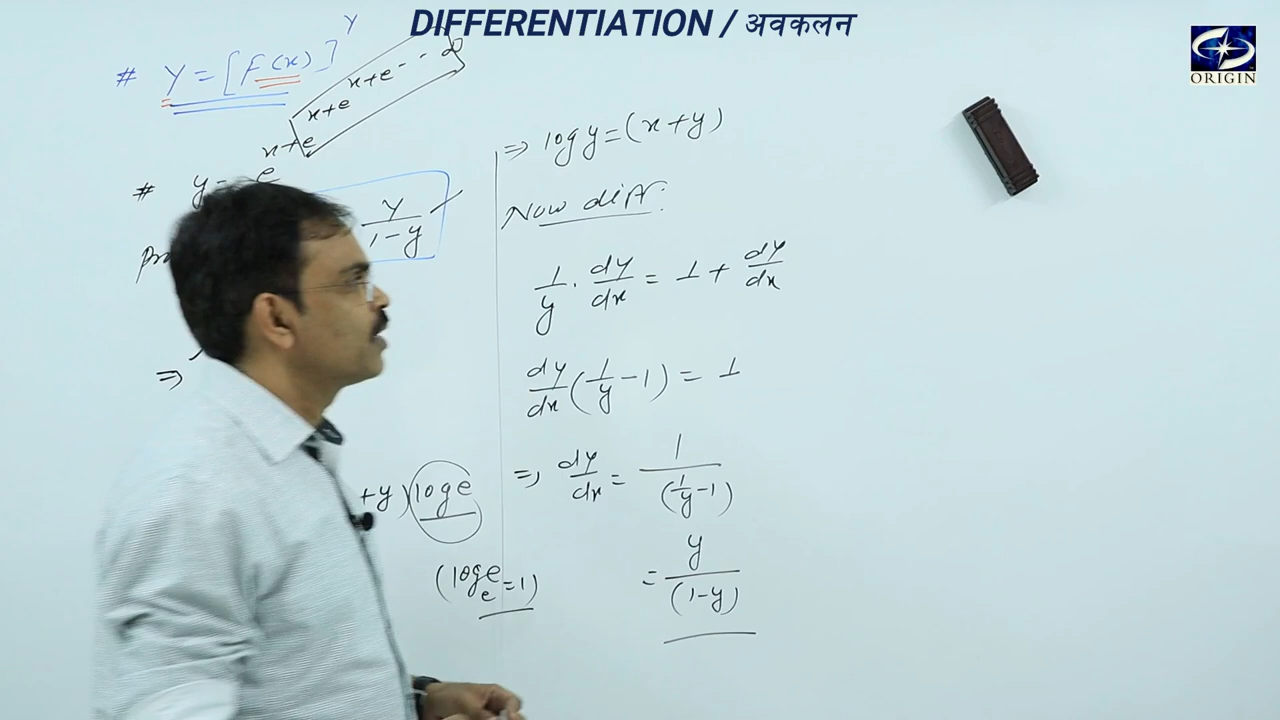 DIFFERENTIATION / अवकलन
ORIGIN
# Y = [F(x)]^Y
# y = e^x+e^x+e^x+e^---∞
y/(1-y)
⇒
+y) loge
(log_e e = 1)
⇒ log y = (x+y)
Now diff:
1/y · dy/dx = 1 + dy/dx
dy/dx (1/y - 1) = 1
⇒ dy/dx = 1/(1/y - 1)
= y/(1-y)